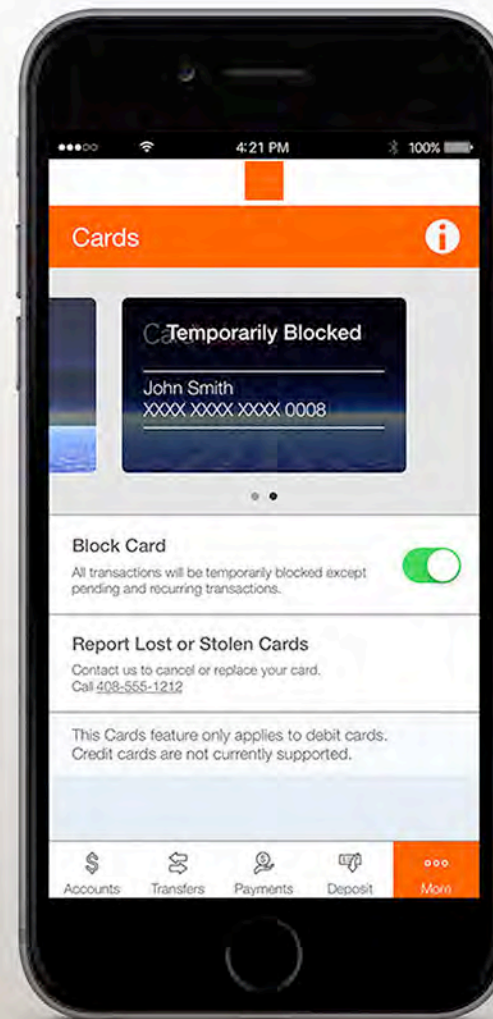 4:21 PM
100%
Cards
Temporarily Blocked
John Smith
XXXX XXXX XXXX 0008
Block Card
All transactions will be temporarily blocked except
pending and recurring transactions.
Report Lost or Stolen Cards
Contact us to cancel or replace your card.
Call 408-555-1212
This Cards feature only applies to debit cards.
Credit cards are not currently supported.
Accounts
Transfers
Payments
Deposit
More